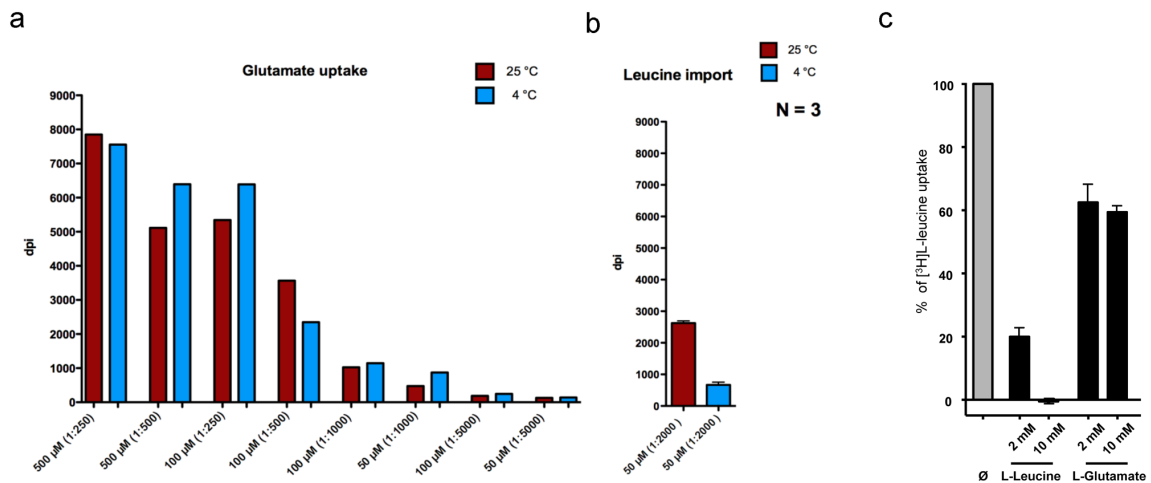 a
Glutamate uptake
25 °C
4 °C
9000
8000
7000
6000
5000
4000
3000
2000
1000
0
dpi
500 µM (1:250)
500 µM (1:500)
100 µM (1:250)
100 µM (1:500)
100 µM (1:1000)
50 µM (1:1000)
100 µM (1:5000)
50 µM (1:5000)
b
25 °C
4 °C
Leucine import
N = 3
9000
8000
7000
6000
5000
4000
3000
2000
1000
0
dpi
50 µM (1:2000 )
50 µM (1:2000 )
c
% of [³H]L-leucine uptake
100
80
60
40
20
0
2 mM
10 mM
2 mM
10 mM
Ø L-Leucine L-Glutamate